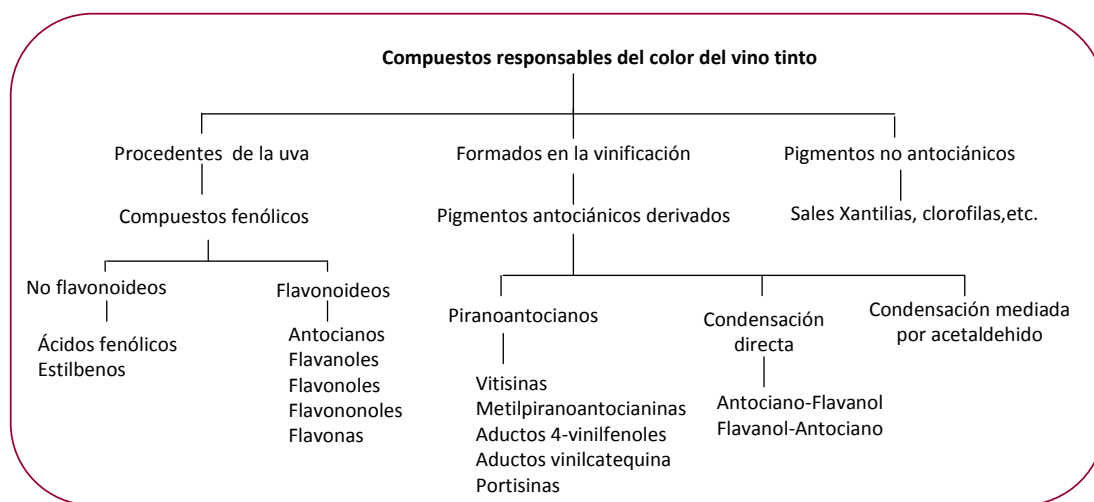 Compuestos responsables del color del vino tinto
Procedentes de la uva
Formados en la vinificación
Pigmentos no antociánicos
Compuestos fenólicos
Pigmentos antociánicos derivados
Sales Xantilias, clorofilas,etc.
No flavonoideos
Flavonoideos
Piranoantocianos
Condensación
directa
Condensación mediada
por acetaldehido
Ácidos fenólicos
Estilbenos
Antocianos
Flavanoles
Flavonoles
Flavononoles
Flavonas
Vitisinas
Metilpiranoantocianinas
Aductos 4-vinilfenoles
Aductos vinilcatequina
Portisinas
Antociano-Flavanol
Flavanol-Antociano